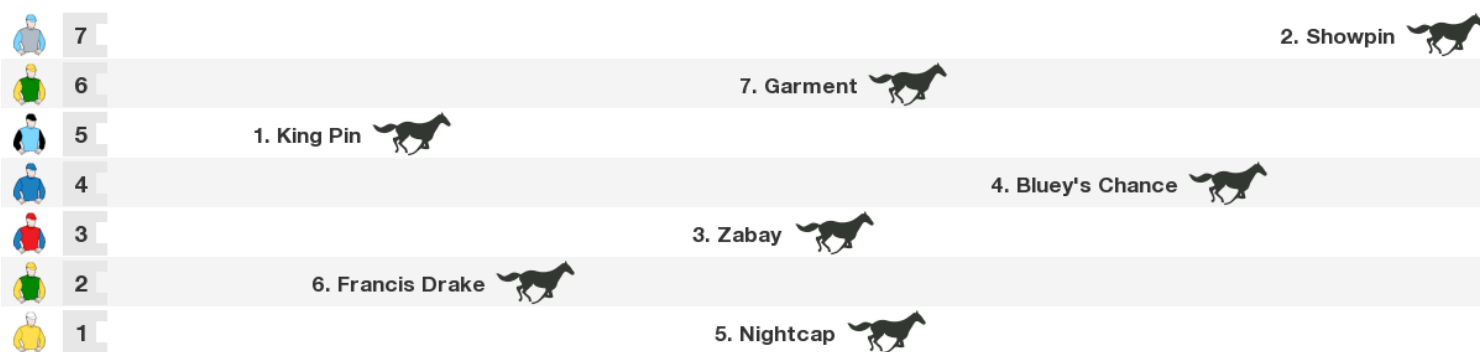 7 2. Showpin
6 7. Garment
5 1. King Pin
4 4. Bluey's Chance
3 3. Zabay
2 6. Francis Drake
1 5. Nightcap